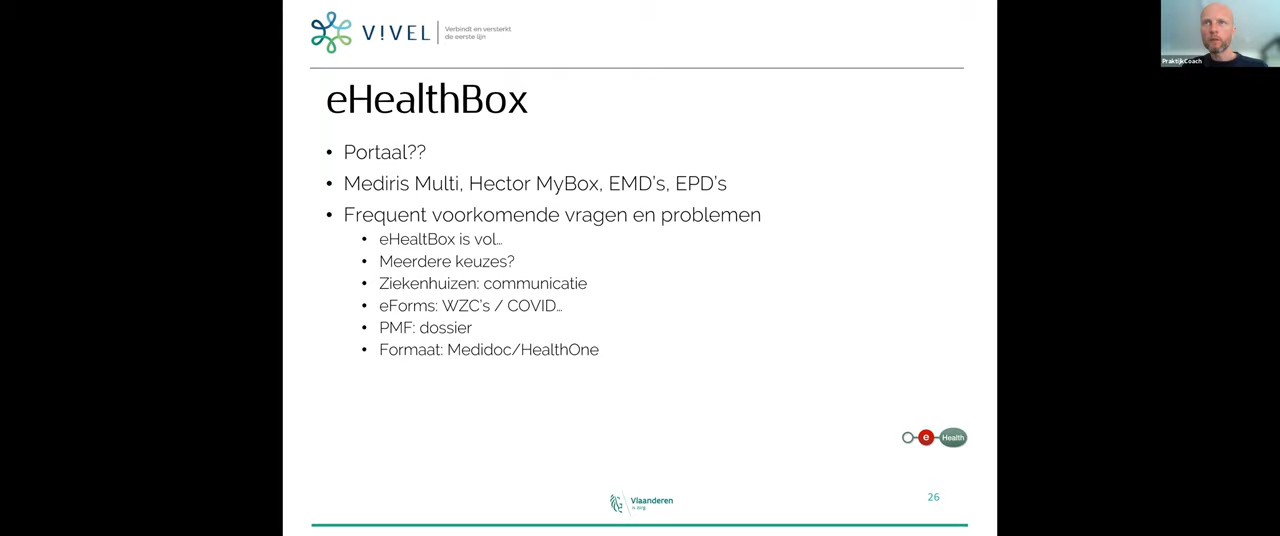 V!VEL
Verbindt en versterkt
de eerste lijn
PraktijkCoach
eHealthBox
• Portaal??
• Mediris Multi, Hector MyBox, EMD's, EPD's
• Frequent voorkomende vragen en problemen
• eHealtBox is vol...
• Meerdere keuzes?
• Ziekenhuizen: communicatie
• eForms: WZC's / COVID...
• PMF: dossier
• Formaat: Medidoc/HealthOne
e Health
Vlaanderen
is zorg
26